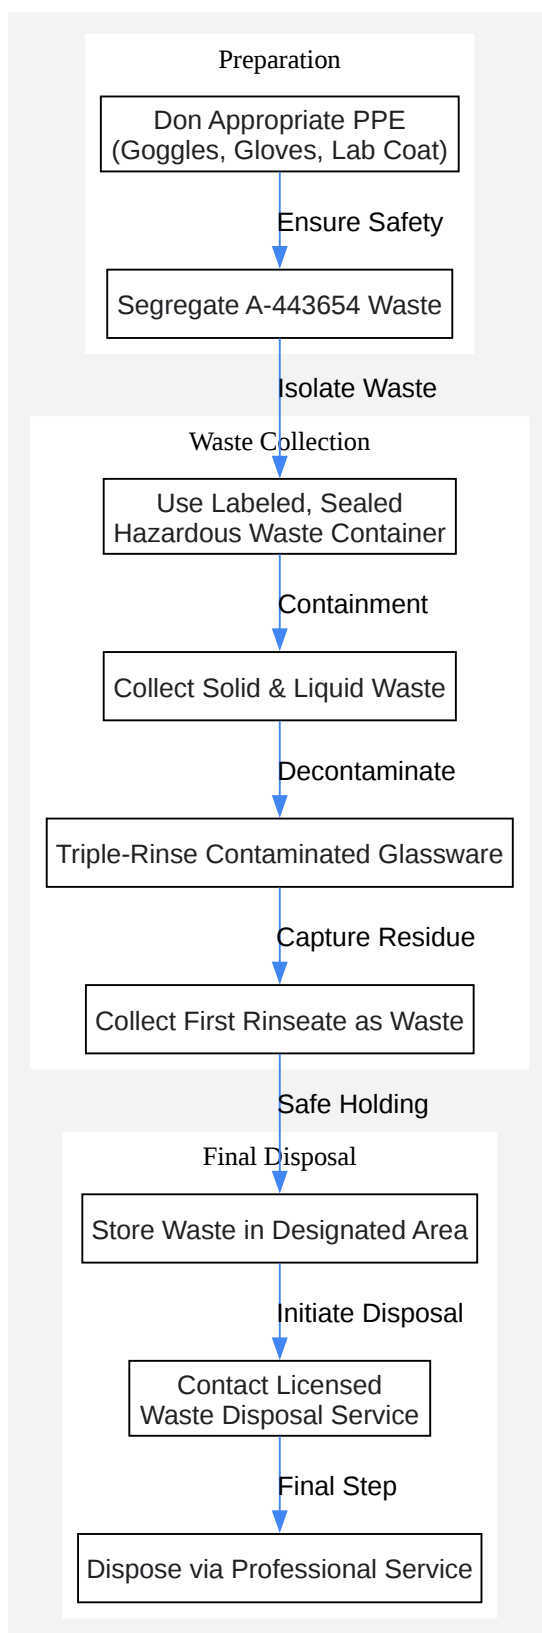 Preparation
Don Appropriate PPE
(Goggles, Gloves, Lab Coat)
Ensure Safety
Segregate A-443654 Waste
Isolate Waste
Waste Collection
Use Labeled, Sealed
Hazardous Waste Container
Containment
Collect Solid & Liquid Waste
Decontaminate
Triple-Rinse Contaminated Glassware
Capture Residue
Collect First Rinseate as Waste
Safe Holding
Final Disposal
Store Waste in Designated Area
Initiate Disposal
Contact Licensed
Waste Disposal Service
Final Step
Dispose via Professional Service